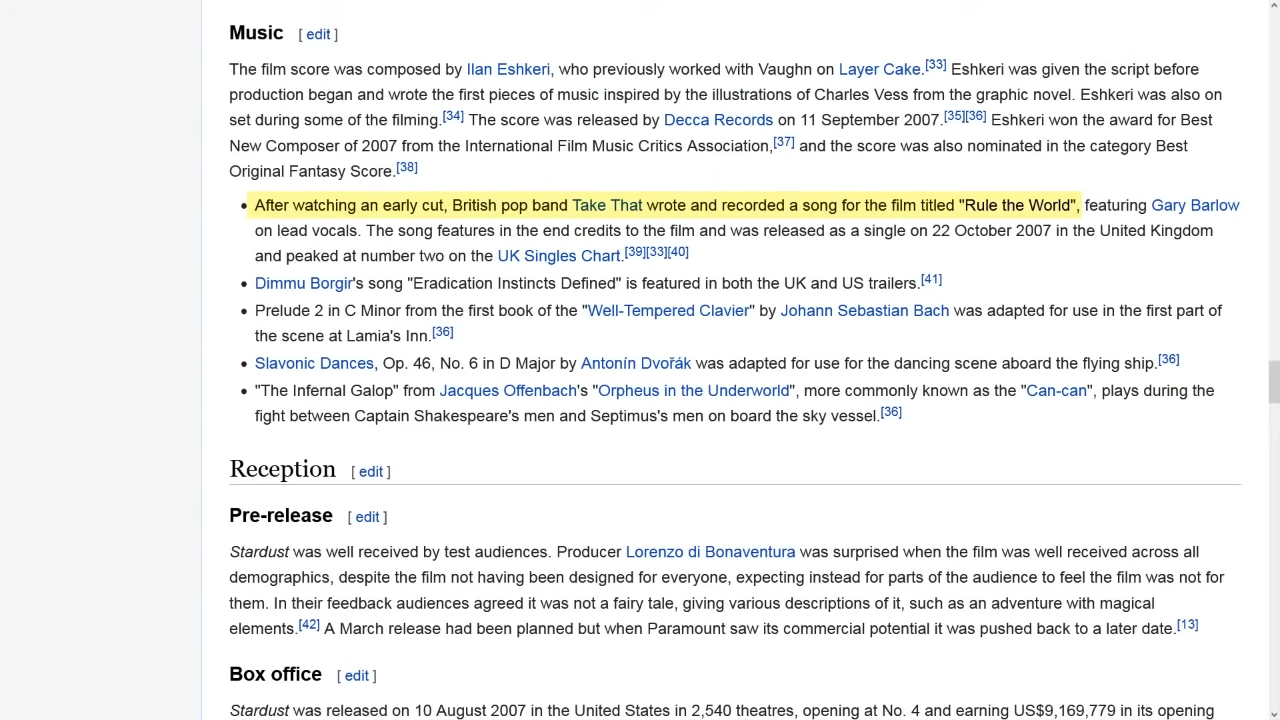 Music [ edit ]
The film score was composed by Ilan Eshkeri, who previously worked with Vaughn on Layer Cake.[33] Eshkeri was given the script before
production began and wrote the first pieces of music inspired by the illustrations of Charles Vess from the graphic novel. Eshkeri was also on
set during some of the filming.[34] The score was released by Decca Records on 11 September 2007.[35][36] Eshkeri won the award for Best
New Composer of 2007 from the International Film Music Critics Association,[37] and the score was also nominated in the category Best
Original Fantasy Score.[38]
• After watching an early cut, British pop band Take That wrote and recorded a song for the film titled "Rule the World", featuring Gary Barlow
on lead vocals. The song features in the end credits to the film and was released as a single on 22 October 2007 in the United Kingdom
and peaked at number two on the UK Singles Chart.[39][33][40]
• Dimmu Borgir's song "Eradication Instincts Defined" is featured in both the UK and US trailers.[41]
• Prelude 2 in C Minor from the first book of the "Well-Tempered Clavier" by Johann Sebastian Bach was adapted for use in the first part of
the scene at Lamia's Inn.[36]
• Slavonic Dances, Op. 46, No. 6 in D Major by Antonín Dvořák was adapted for use for the dancing scene aboard the flying ship.[36]
• "The Infernal Galop" from Jacques Offenbach's "Orpheus in the Underworld", more commonly known as the "Can-can", plays during the
fight between Captain Shakespeare's men and Septimus's men on board the sky vessel.[36]
Reception [ edit ]
Pre-release [ edit ]
Stardust was well received by test audiences. Producer Lorenzo di Bonaventura was surprised when the film was well received across all
demographics, despite the film not having been designed for everyone, expecting instead for parts of the audience to feel the film was not for
them. In their feedback audiences agreed it was not a fairy tale, giving various descriptions of it, such as an adventure with magical
elements.[42] A March release had been planned but when Paramount saw its commercial potential it was pushed back to a later date.[13]
Box office [ edit ]
Stardust was released on 10 August 2007 in the United States in 2,540 theatres, opening at No. 4 and earning US$9,169,779 in its opening